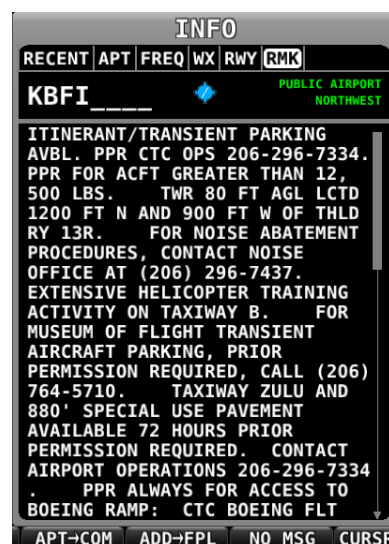 INFO
RECENT APT FREQ WX RWY RMK
KBFI____
PUBLIC AIRPORT
NORTHWEST
ITINERANT/TRANSIENT PARKING
AVBL. PPR CTC OPS 206-296-7334.
PPR FOR ACFT GREATER THAN 12,
500 LBS. TWR 80 FT AGL LCTD
1200 FT N AND 900 FT W OF THLD
RY 13R. FOR NOISE ABATEMENT
PROCEDURES, CONTACT NOISE
OFFICE AT (206) 296-7437.
EXTENSIVE HELICOPTER TRAINING
ACTIVITY ON TAXIWAY B. FOR
MUSEUM OF FLIGHT TRANSIENT
AIRCRAFT PARKING, PRIOR
PERMISSION REQUIRED, CALL (206)
764-5710. TAXIWAY ZULU AND
880' SPECIAL USE PAVEMENT
AVAILABLE 72 HOURS PRIOR
PERMISSION REQUIRED. CONTACT
AIRPORT OPERATIONS 206-296-7334
. PPR ALWAYS FOR ACCESS TO
BOEING RAMP: CTC BOEING FLT
APT→COM ADD→FPL NO MSG CURS